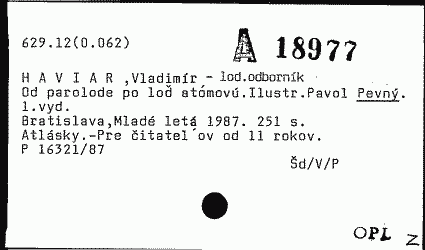 629.12(0.062)
A 18977
H A V I A R ,Vladimír - lod.odborník
Od parolode po loď atómovú.Ilustr.Pavol Pevný.
1.vyd.
Bratislava,Mladé letá 1987. 251 s.
Atlásky.-Pre čitateľov od 11 rokov.
P 16321/87
Šd/V/P
OPL Z